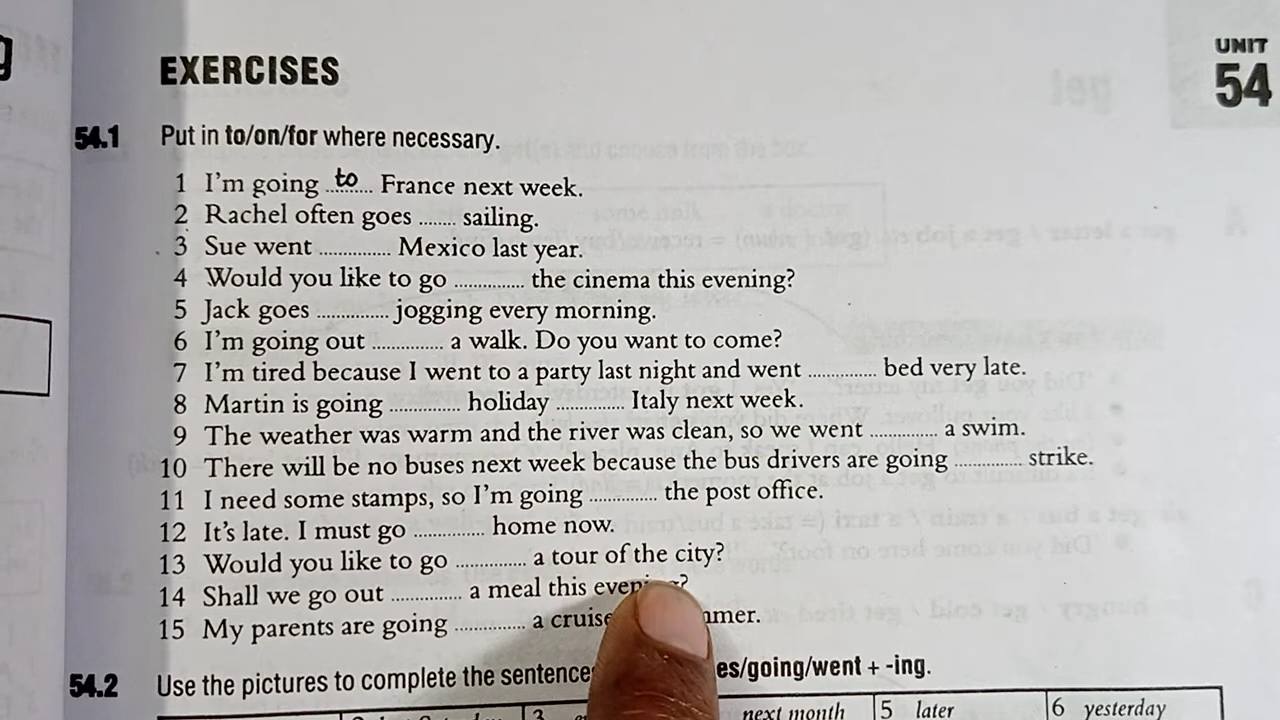 g
UNIT
54
EXERCISES
54.1 Put in to/on/for where necessary.
1 I'm going ...to... France next week.
2 Rachel often goes ........ sailing.
3 Sue went .............. Mexico last year.
4 Would you like to go .............. the cinema this evening?
5 Jack goes .............. jogging every morning.
6 I'm going out .............. a walk. Do you want to come?
7 I'm tired because I went to a party last night and went .............. bed very late.
8 Martin is going .............. holiday .............. Italy next week.
9 The weather was warm and the river was clean, so we went .............. a swim.
10 There will be no buses next week because the bus drivers are going .............. strike.
11 I need some stamps, so I'm going .............. the post office.
12 It's late. I must go .............. home now.
13 Would you like to go .............. a tour of the city?
14 Shall we go out .............. a meal this evening?
15 My parents are going .............. a cruise
54.2 Use the pictures to complete the sentences es/going/went + -ing.
3 next month 5 later 6 yesterday